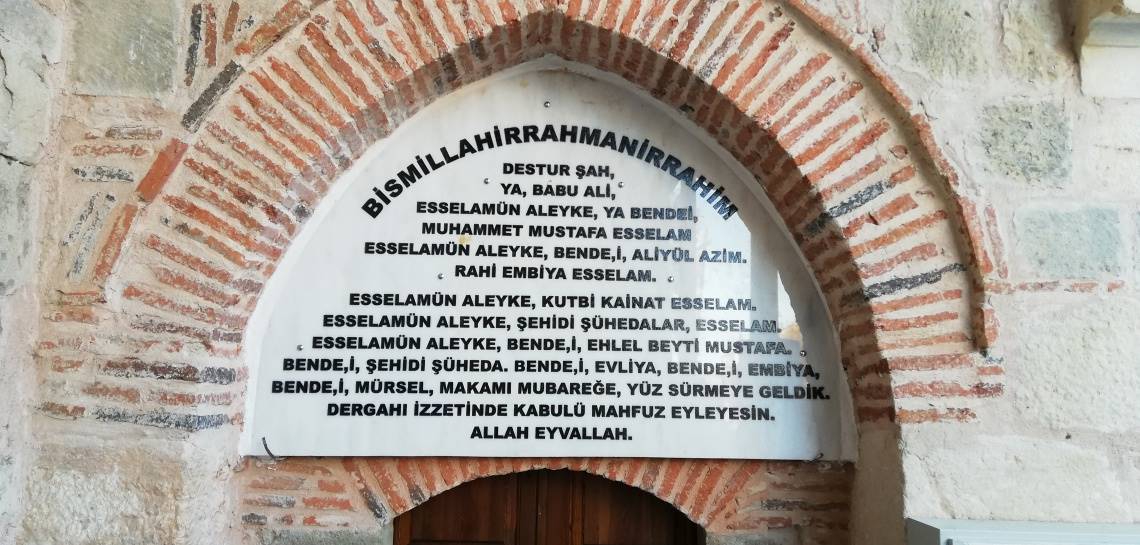 BİSMİLLAHİRRAHMANİRRAHİM
DESTUR ŞAH,
YA, BABU ALİ,
ESSELAMÜN ALEYKE, YA BENDEİ,
MUHAMMET MUSTAFA ESSELAM
ESSELAMÜN ALEYKE, BENDE,İ, ALİYÜL AZİM.
RAHİ EMBİYA ESSELAM.
ESSELAMÜN ALEYKE, KUTBİ KAİNAT ESSELAM.
ESSELAMÜN ALEYKE, ŞEHİDİ ŞÜHEDALAR, ESSELAM.
ESSELAMÜN ALEYKE, BENDE,İ, EHLEL BEYTİ MUSTAFA.
BENDE,İ, ŞEHİDİ ŞÜHEDA. BENDE,İ, EVLİYA, BENDE,İ, EMBİYA,
BENDE,İ, MÜRSEL, MAKAMI MUBAREĞE, YÜZ SÜRMEYE GELDİK.
DERGAHI İZZETİNDE KABULÜ MAHFUZ EYLEYESİN.
ALLAH EYVALLAH.